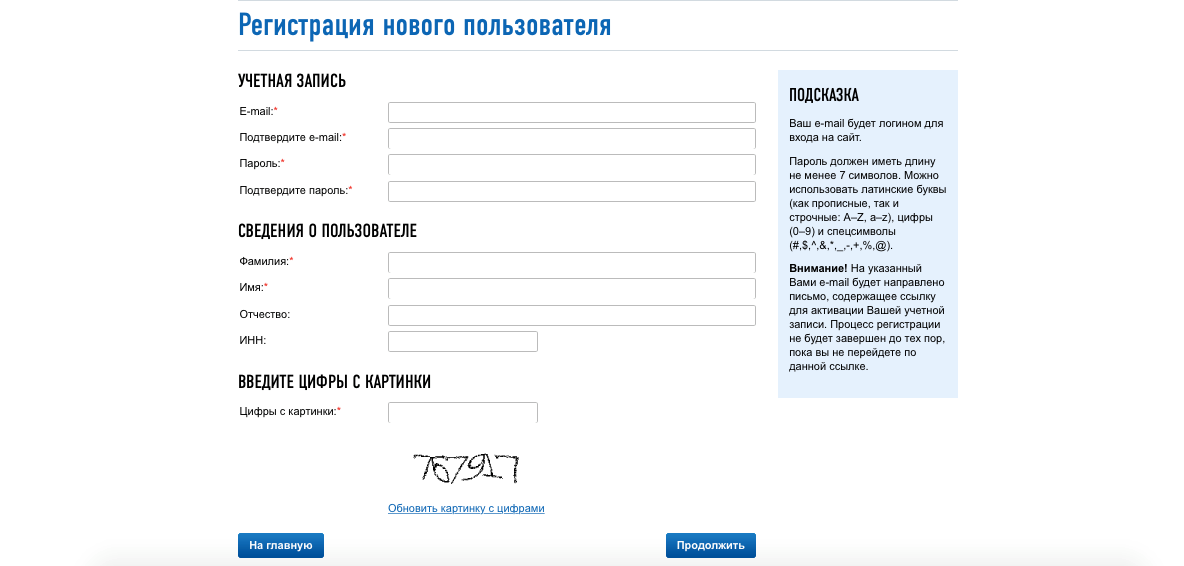 Регистрация нового пользователя
УЧЕТНАЯ ЗАПИСЬ
E-mail:*
Подтвердите e-mail:*
Пароль:*
Подтвердите пароль:*
СВЕДЕНИЯ О ПОЛЬЗОВАТЕЛЕ
Фамилия:*
Имя:*
Отчество:
ИНН:
ВВЕДИТЕ ЦИФРЫ С КАРТИНКИ
Цифры с картинки:*
Обновить картинку с цифрами
На главную
Продолжить
ПОДСКАЗКА
Ваш e-mail будет логином для
входа на сайт.
Пароль должен иметь длину
не менее 7 символов. Можно
использовать латинские буквы
(как прописные, так и
строчные: A–Z, a–z), цифры
(0–9) и спецсимволы
(#,$,^,&,*,_,-,+,%,@).
Внимание! На указанный
Вами e-mail будет направлено
письмо, содержащее ссылку
для активации Вашей учетной
записи. Процесс регистрации
не будет завершен до тех пор,
пока вы не перейдете по
данной ссылке.